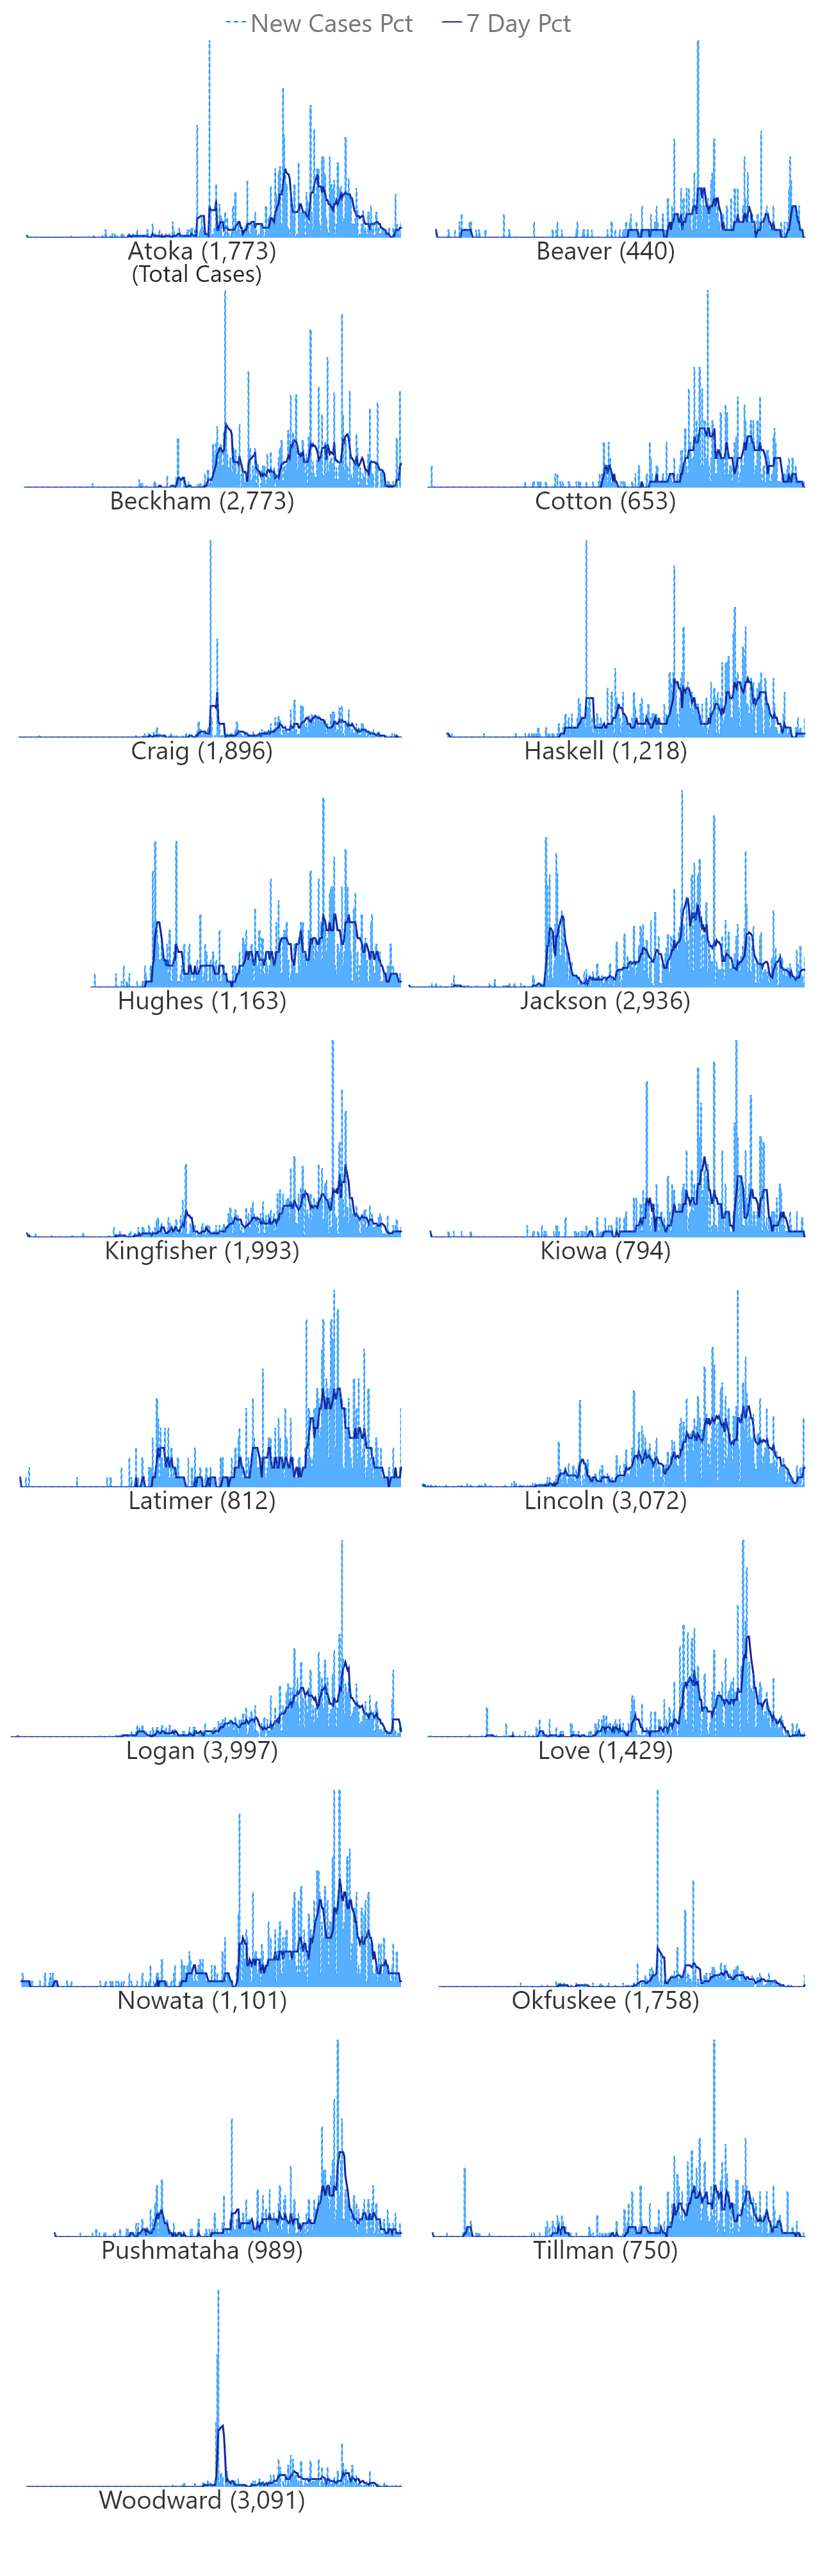 New Cases Pct 7 Day Pct
Atoka (1,773) Beaver (440)
(Total Cases)
Beckham (2,773) Cotton (653)
Craig (1,896) Haskell (1,218)
Hughes (1,163) Jackson (2,936)
Kingfisher (1,993) Kiowa (794)
Latimer (812) Lincoln (3,072)
Logan (3,997) Love (1,429)
Nowata (1,101) Okfuskee (1,758)
Pushmataha (989) Tillman (750)
Woodward (3,091)